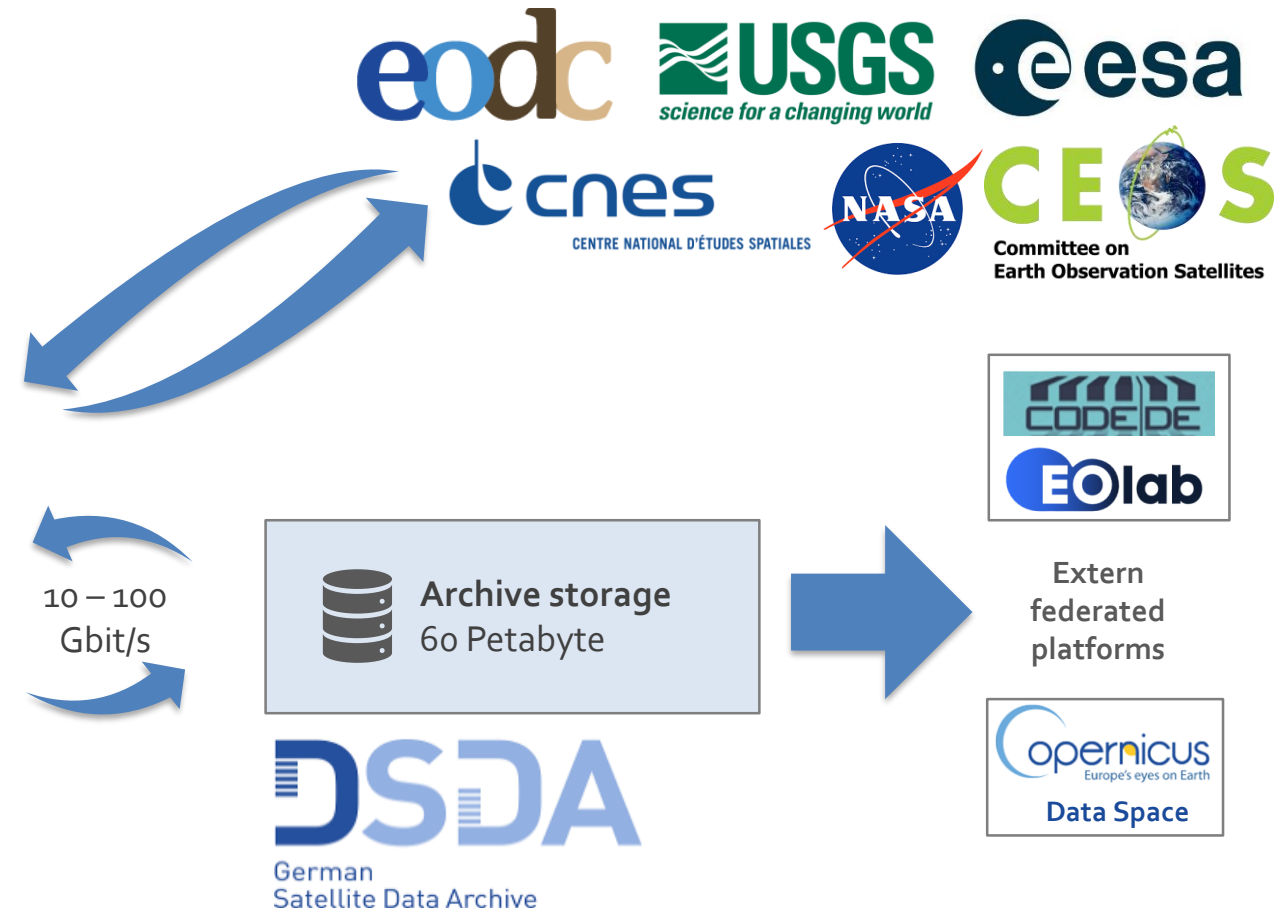 eodc
USGS
science for a changing world
esa
cnes
CENTRE NATIONAL D'ÉTUDES SPATIALES
NASA
CEOS
Committee on
Earth Observation Satellites
CODE DE
EOlab
10 – 100
Gbit/s
Archive storage
60 Petabyte
Extern
federated
platforms
DSDA
German
Satellite Data Archive
Copernicus
Europe's eyes on Earth
Data Space